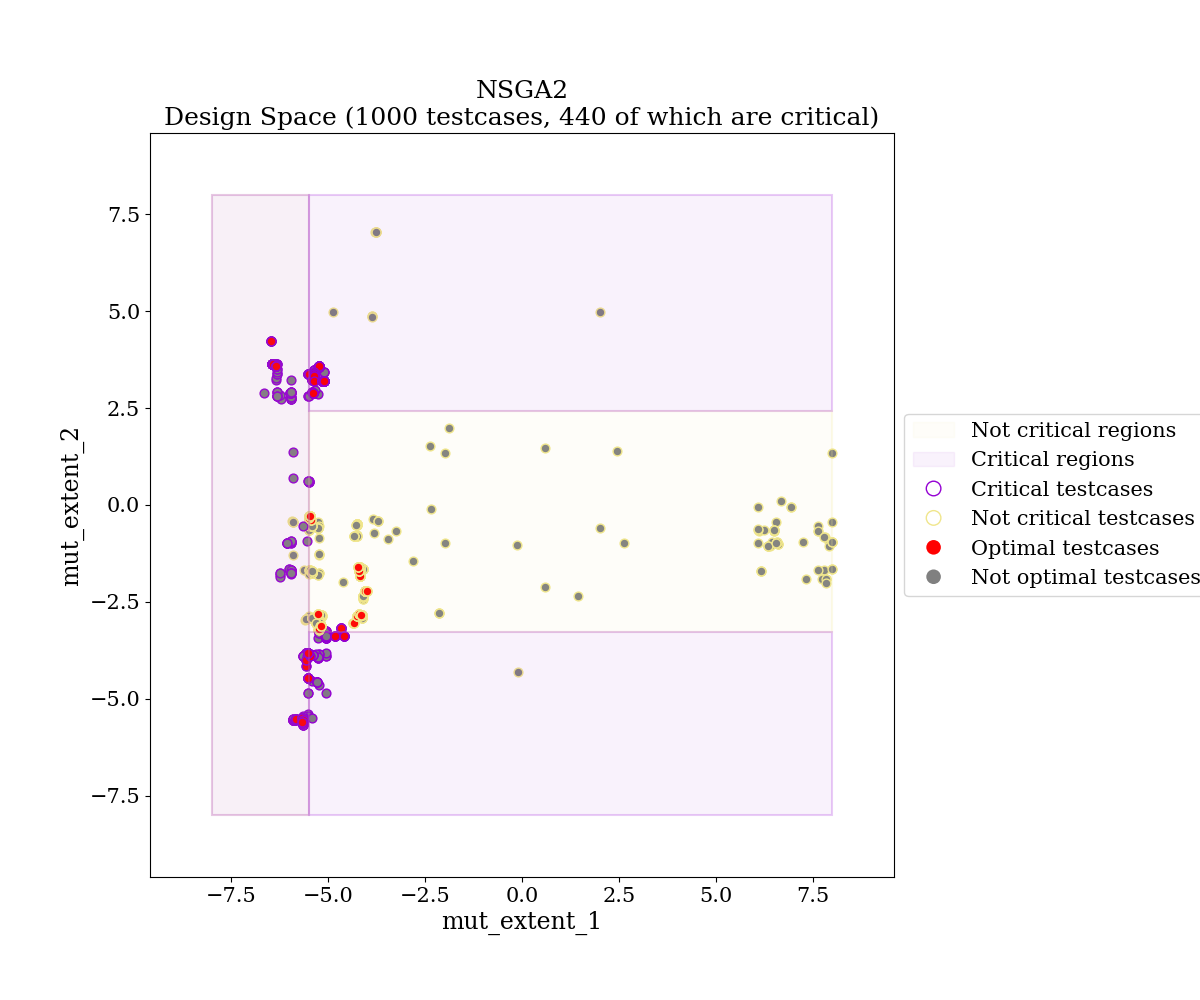 NSGA2
Design Space (1000 testcases, 440 of which are critical)
mut_extent_2
7.5
5.0
2.5
0.0
−2.5
−5.0
−7.5
−7.5
−5.0
−2.5
0.0
2.5
5.0
7.5
mut_extent_1
Not critical regions
Critical regions
Critical testcases
Not critical testcases
Optimal testcases
Not optimal testcases